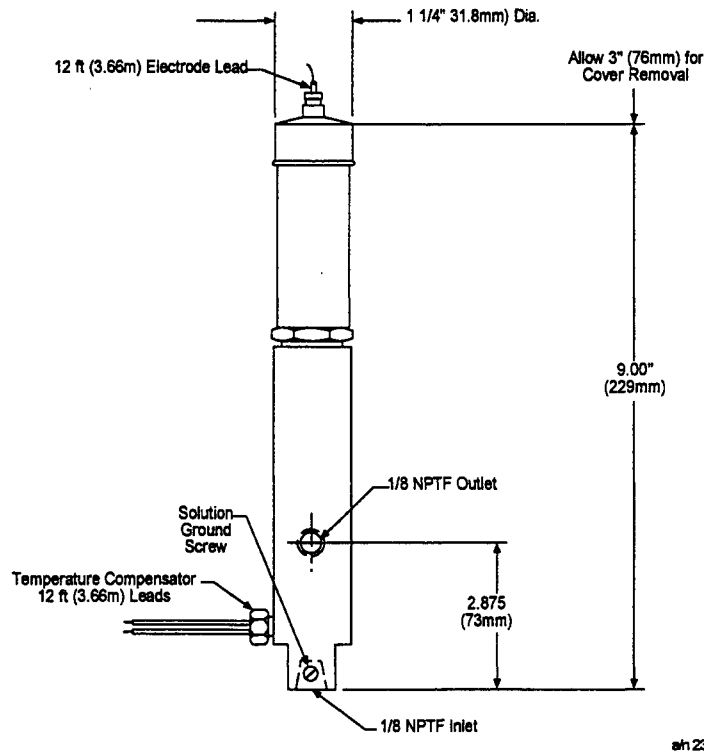 1 1/4" 31.8mm) Dia.
12 ft (3.66m) Electrode Lead
Allow 3" (76mm) for
Cover Removal
9.00"
(229mm)
1/8 NPTF Outlet
Solution
Ground
Screw
Temperature Compensator
12 ft (3.66m) Leads
2.875
(73mm)
1/8 NPTF Inlet